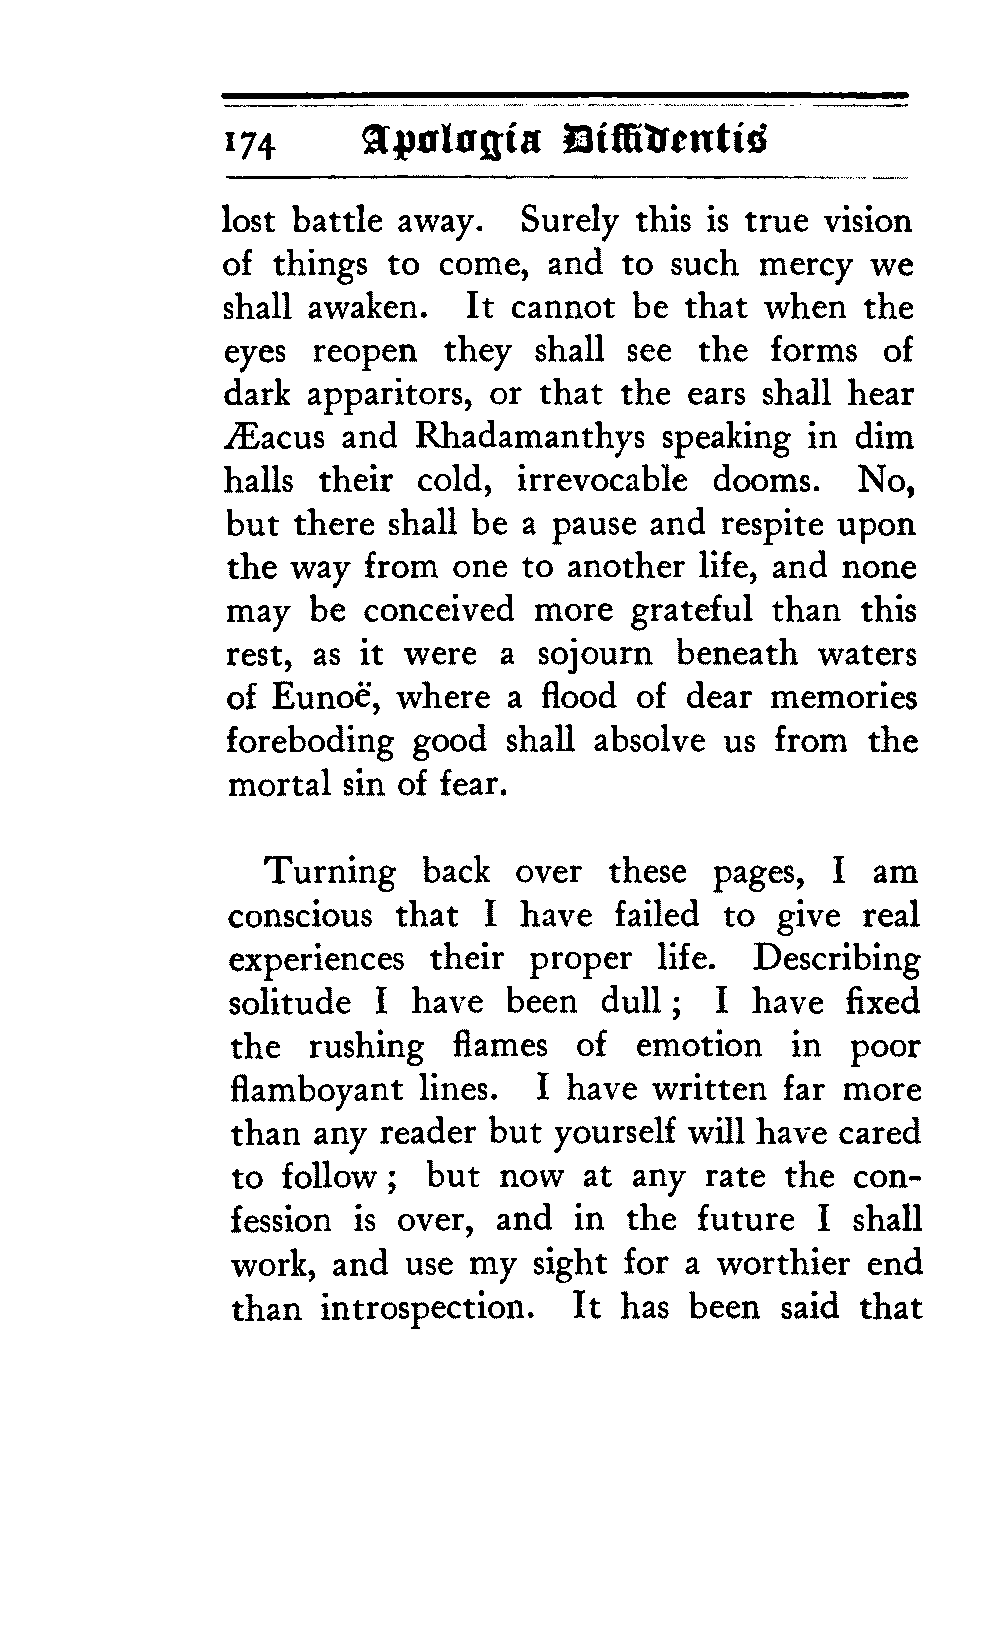 174 Apologia Diffidentis
lost battle away. Surely this is true vision
of things to come, and to such mercy we
shall awaken. It cannot be that when the
eyes reopen they shall see the forms of
dark apparitors, or that the ears shall hear
Æacus and Rhadamanthys speaking in dim
halls their cold, irrevocable dooms. No,
but there shall be a pause and respite upon
the way from one to another life, and none
may be conceived more grateful than this
rest, as it were a sojourn beneath waters
of Eunoë, where a flood of dear memories
foreboding good shall absolve us from the
mortal sin of fear.
Turning back over these pages, I am
conscious that I have failed to give real
experiences their proper life. Describing
solitude I have been dull ; I have fixed
the rushing flames of emotion in poor
flamboyant lines. I have written far more
than any reader but yourself will have cared
to follow ; but now at any rate the con-
fession is over, and in the future I shall
work, and use my sight for a worthier end
than introspection. It has been said that